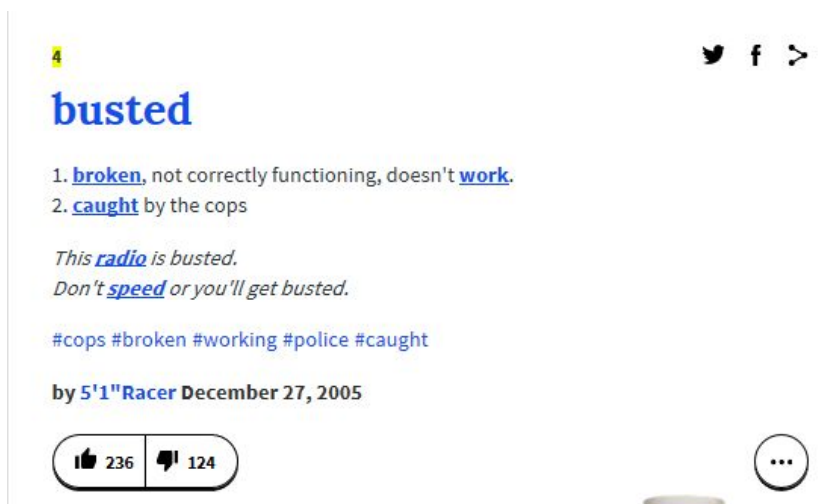 4
busted
1. broken, not correctly functioning, doesn't work.
2. caught by the cops
This radio is busted.
Don't speed or you'll get busted.
#cops #broken #working #police #caught
by 5'1"Racer December 27, 2005
236 124